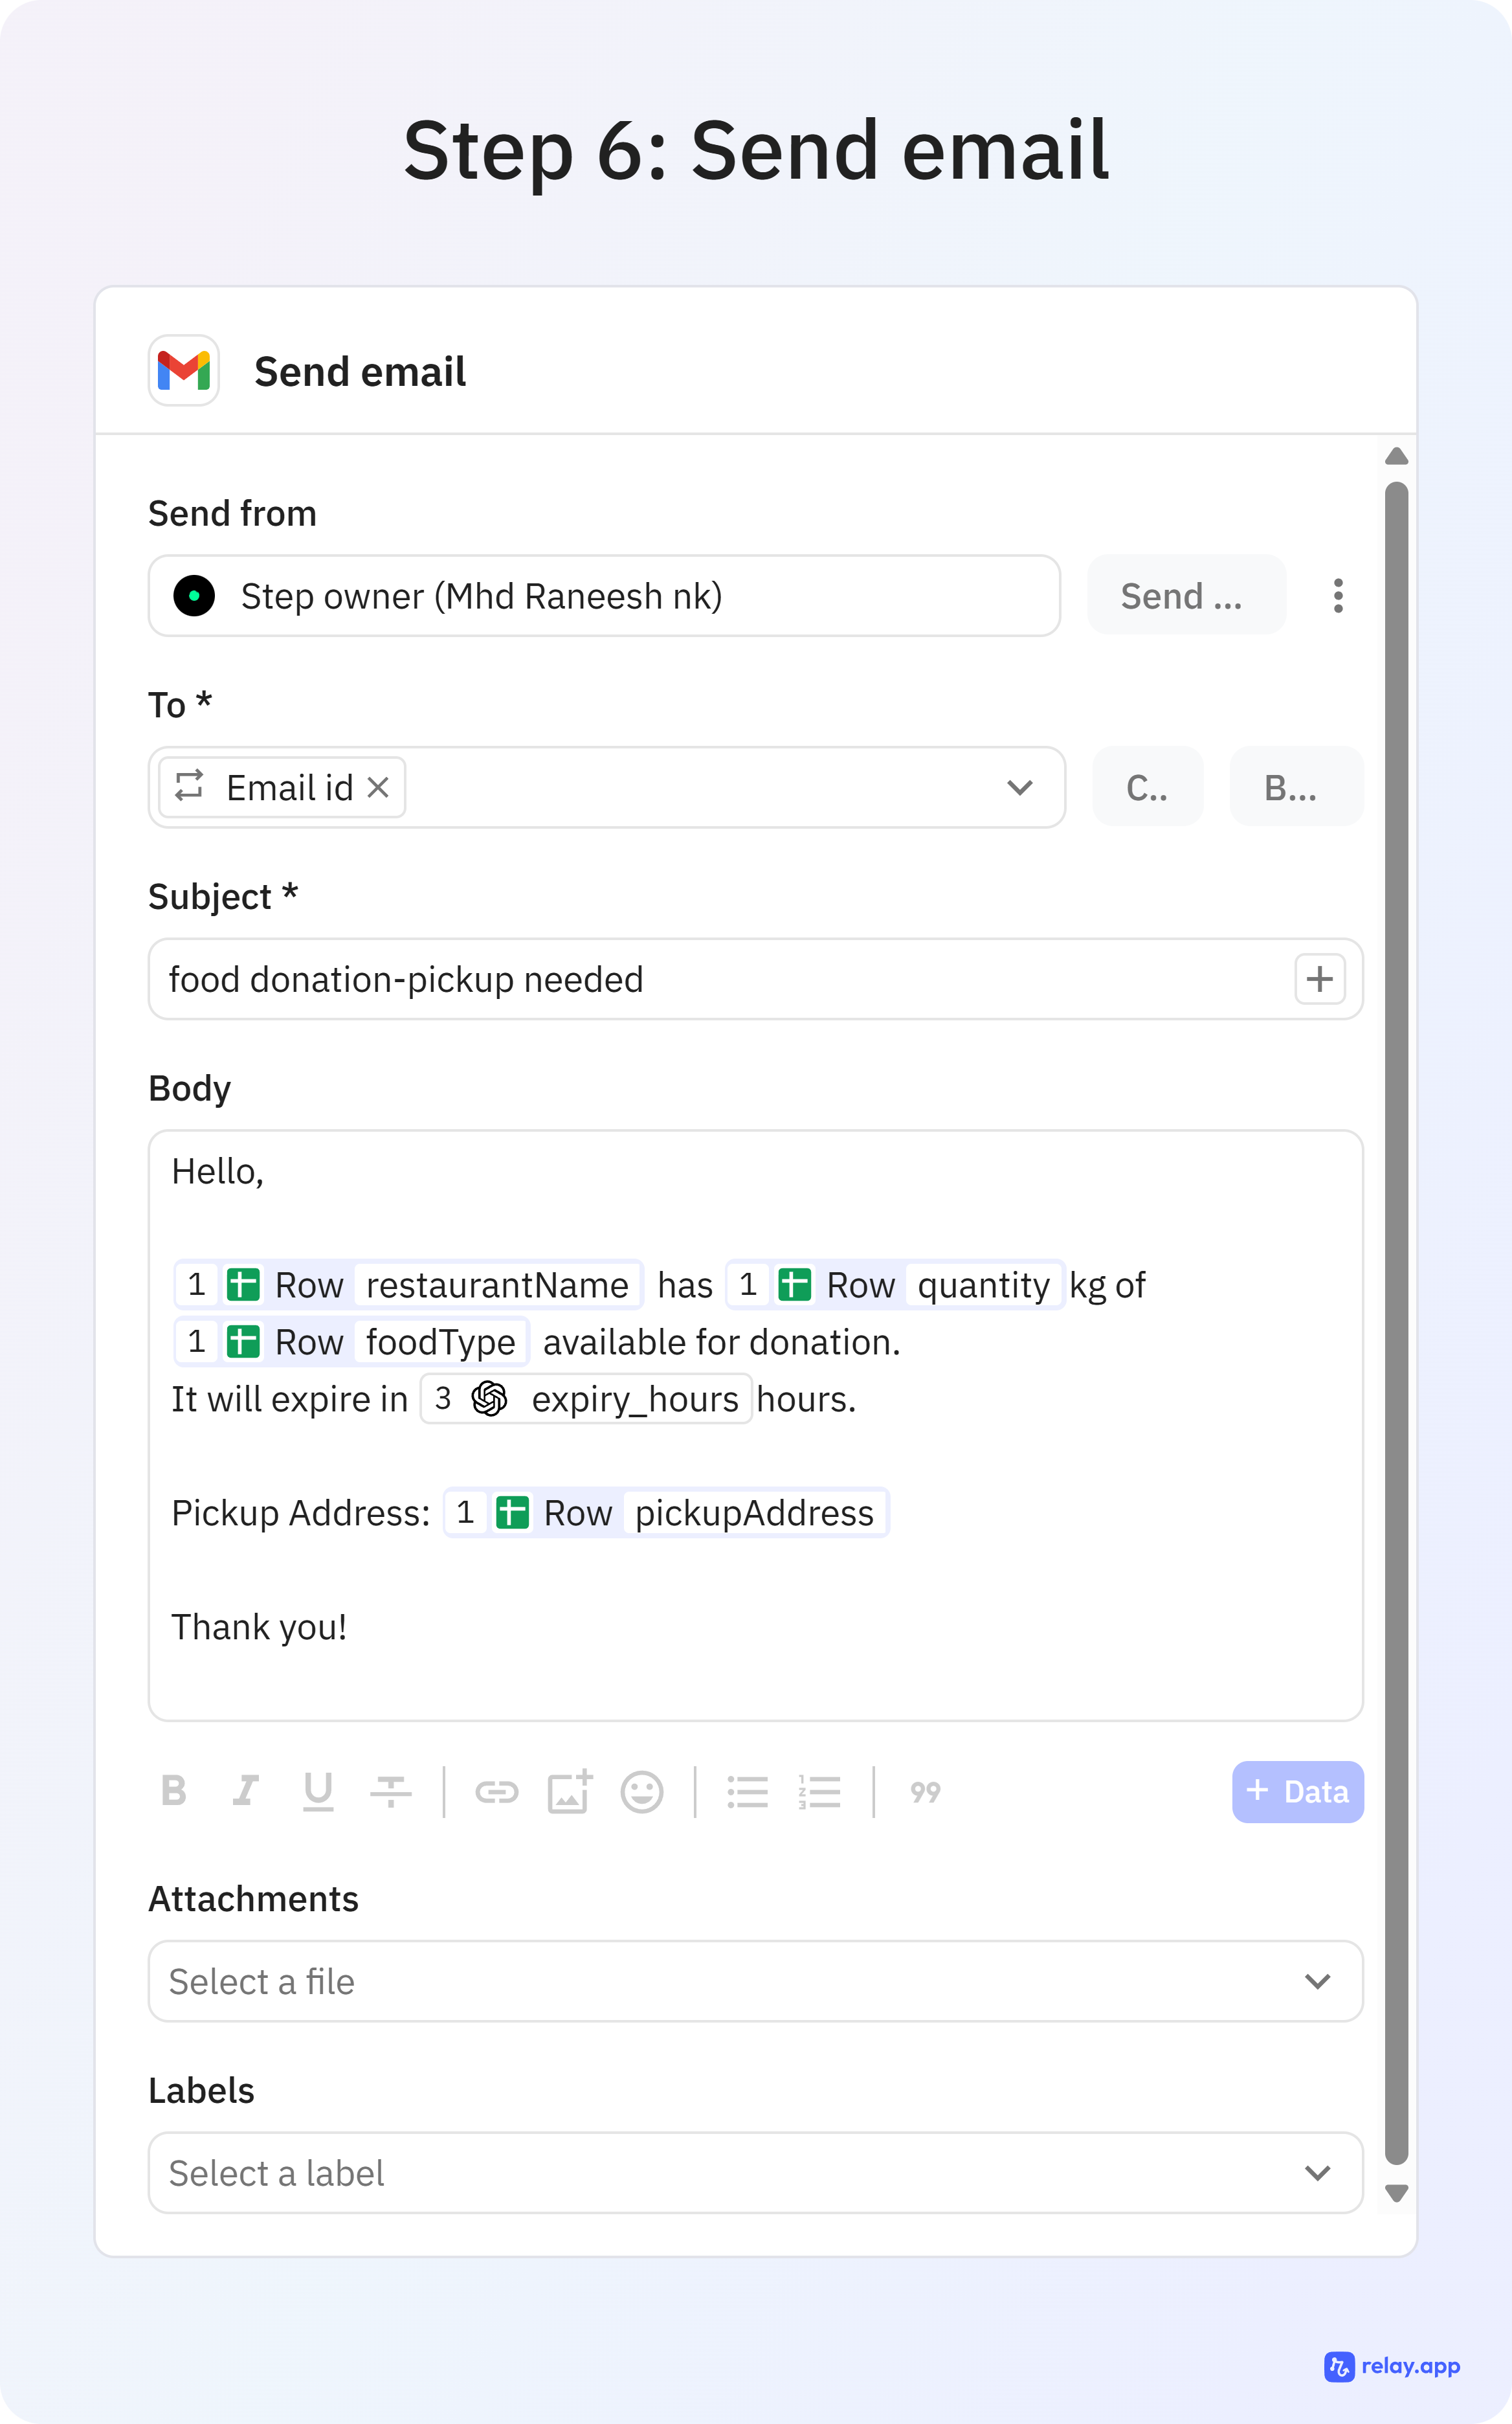 Step 6: Send email
Send email
Send from
Step owner (Mhd Raneesh nk)
Send ...
To *
Email id
C..
B...
Subject *
food donation-pickup needed
Body
Hello,
1 Row restaurantName has 1 Row quantity kg of
1 Row foodType available for donation.
It will expire in 3 expiry_hours hours.
Pickup Address: 1 Row pickupAddress
Thank you!
+ Data
Attachments
Select a file
Labels
Select a label
relay.app